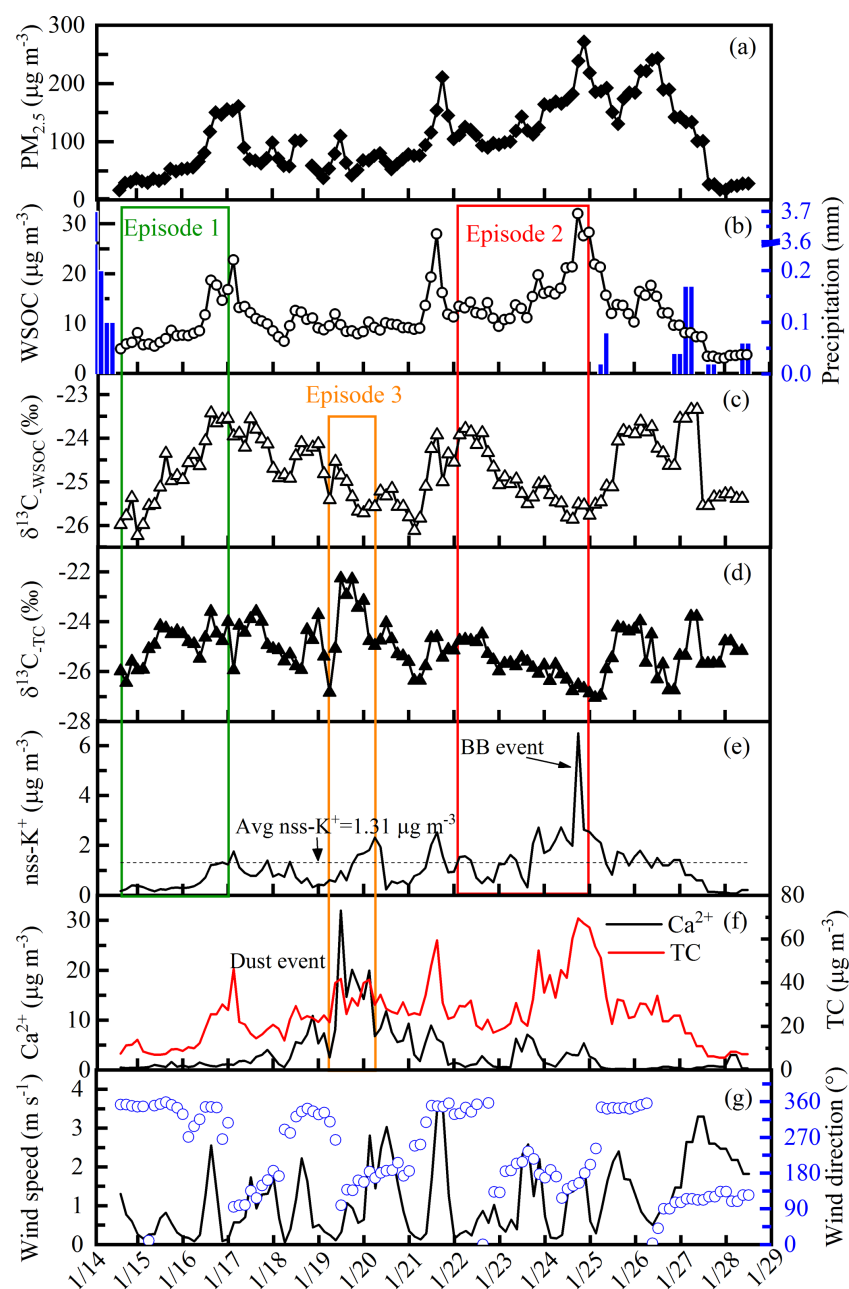 300
200
100
0
PM2.5 (μg m-3)
(a)
30
20
10
0
WSOC (μg m-3)
Episode 1
Episode 2
(b)
3.7
3.6
0.2
0.1
0.0
Precipitation (mm)
-23
-24
-25
-26
δ13C-WSOC (‰)
Episode 3
(c)
-22
-24
-26
-28
δ13C-TC (‰)
(d)
6
4
2
0
nss-K+ (μg m-3)
BB event
Avg nss-K+=1.31 μg m-3
(e)
30
20
10
0
Ca2+ (μg m-3)
Dust event
Ca2+
TC
(f)
80
60
40
20
0
TC (μg m-3)
4
3
2
1
0
Wind speed (m s-1)
(g)
360
270
180
90
0
Wind direction (°)
1/14 1/15 1/16 1/17 1/18 1/19 1/20 1/21 1/22 1/23 1/24 1/25 1/26 1/27 1/28 1/29